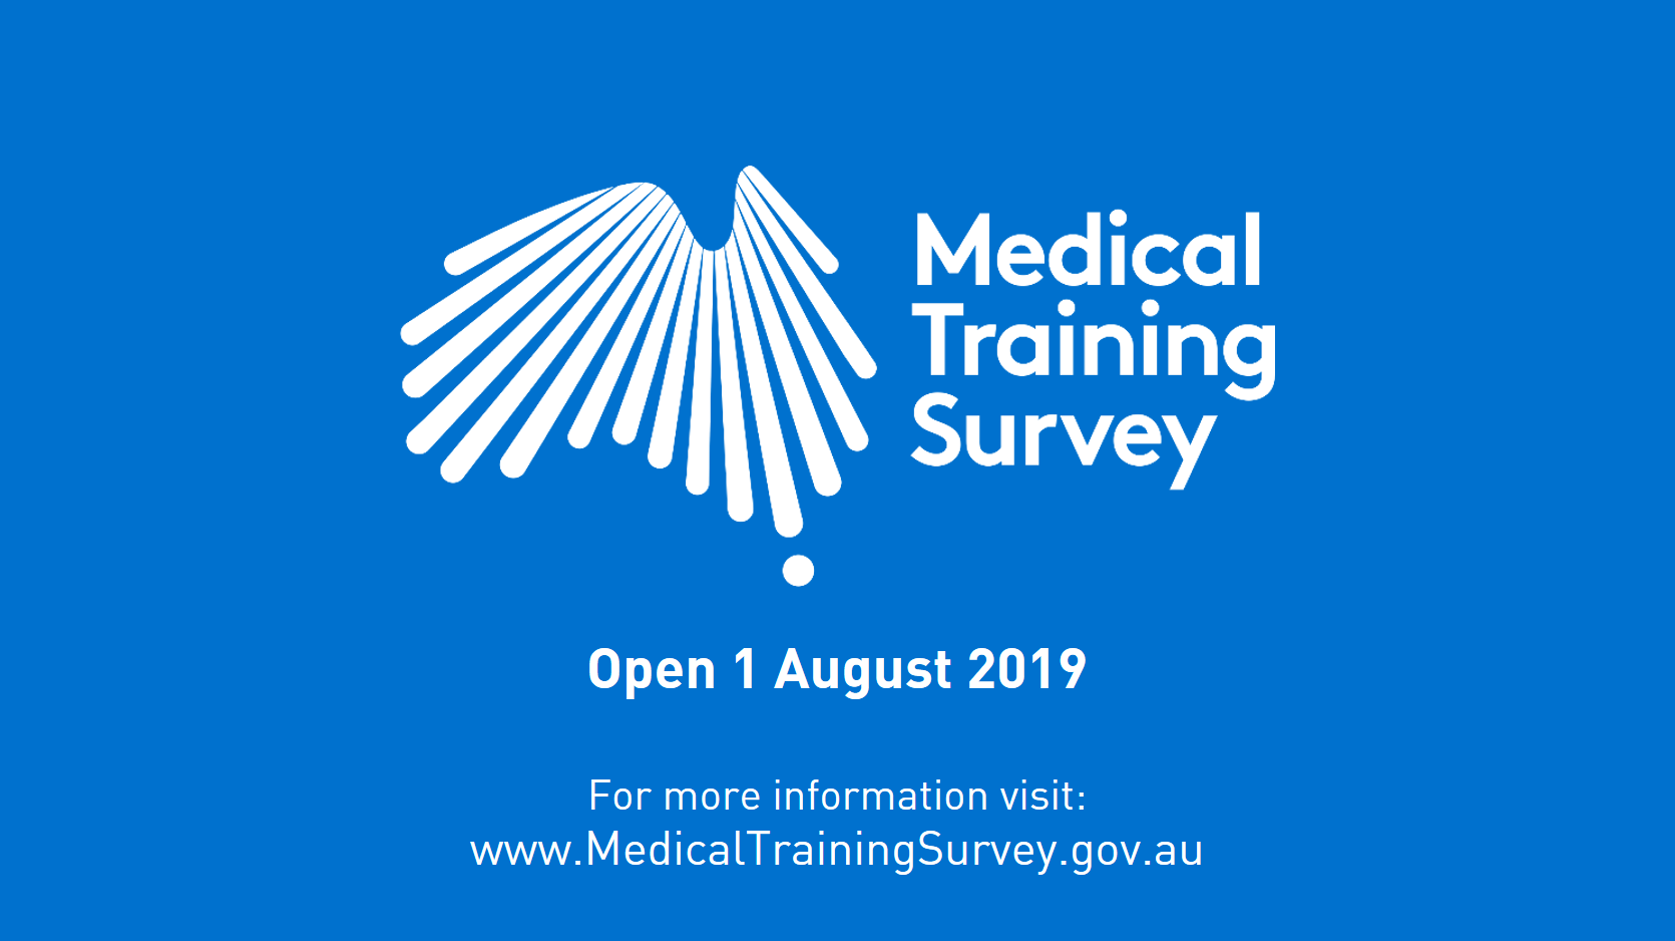 Medical
Training
Survey
Open 1 August 2019
For more information visit:
www.MedicalTrainingSurvey.gov.au